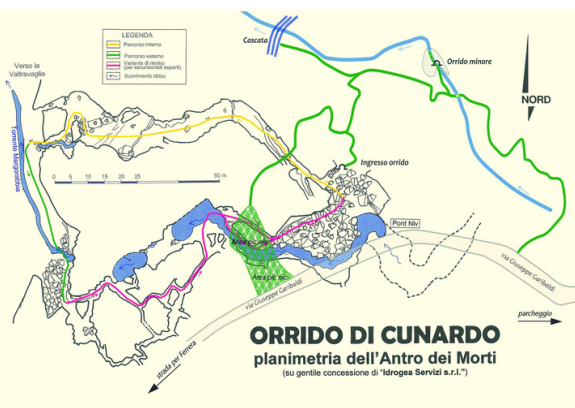 LEGENDA
Percorso interno
Percorso esterno
Variante di rientro
(per escursionisti esperti)
Scorrimento idrico
Cascata
Orrido minore
Verso la
Valtravaglia
NORD
Torrente Margorabbia
Ingresso orrido
0 5 10 15 20 25 50 m
Pont Niv
Area pic nic
Area pic nic
via Giuseppe Garibaldi
via Giuseppe Garibaldi
parcheggio
strada per Ferrera
ORRIDO DI CUNARDO
planimetria dell'Antro dei Morti
(su gentile concessione di "Idrogea Servizi s.r.l.")